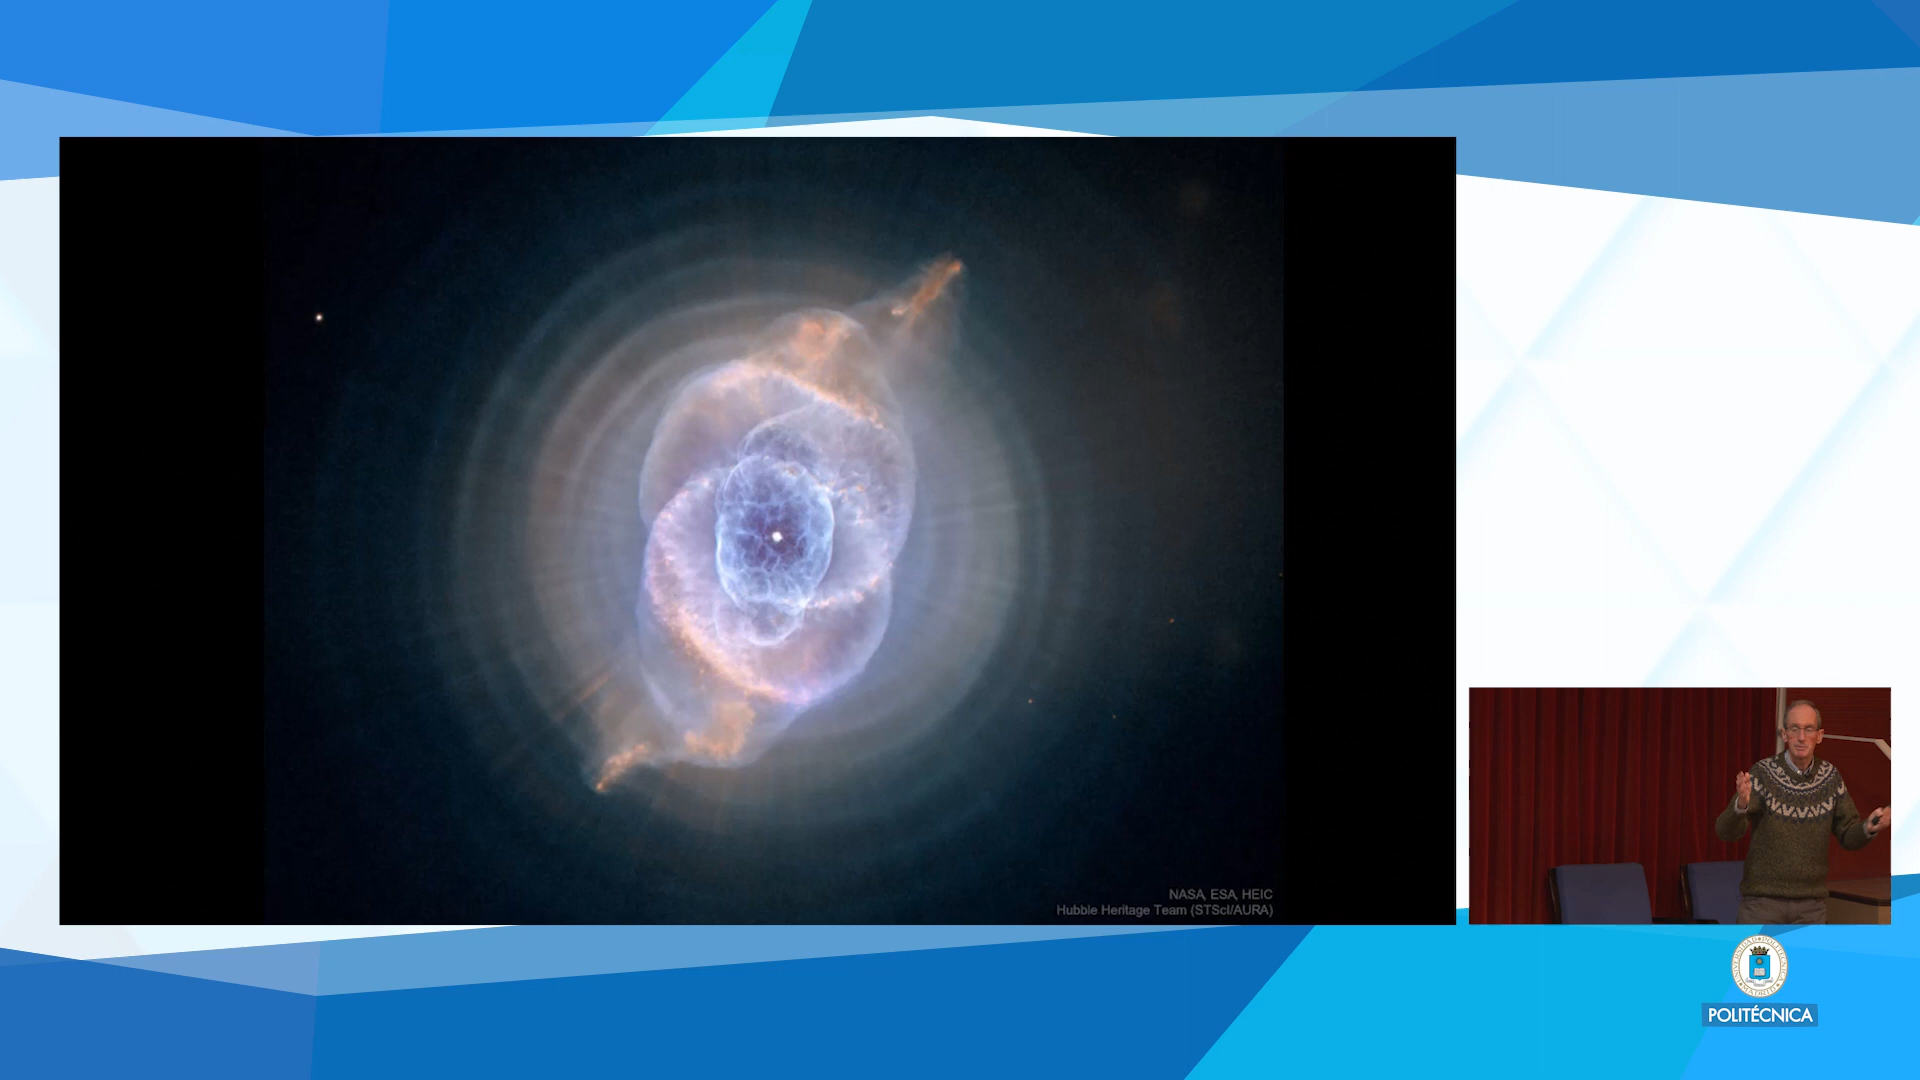 NASA, ESA, HEIC
Hubble Heritage Team (STScI/AURA)
POLITÉCNICA